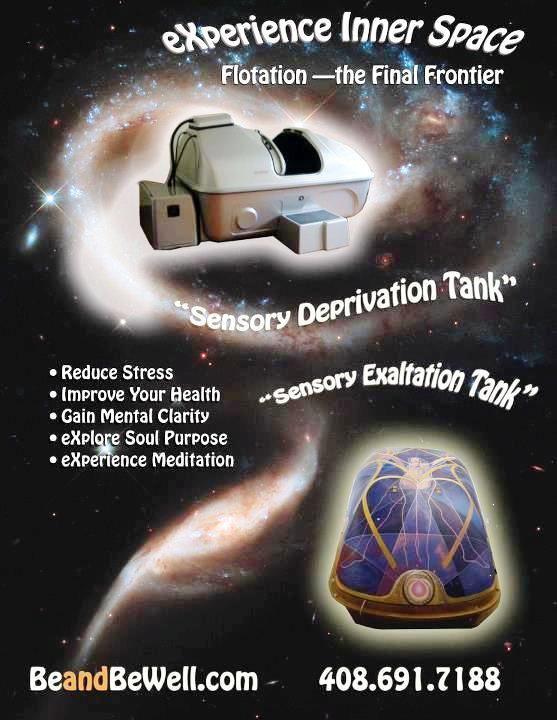 eXperience Inner Space
Flotation —the Final Frontier
“Sensory Deprivation Tank”
“Sensory Exaltation Tank”
• Reduce Stress
• Improve Your Health
• Gain Mental Clarity
• eXplore Soul Purpose
• eXperience Meditation
BeandBeWell.com
408.691.7188